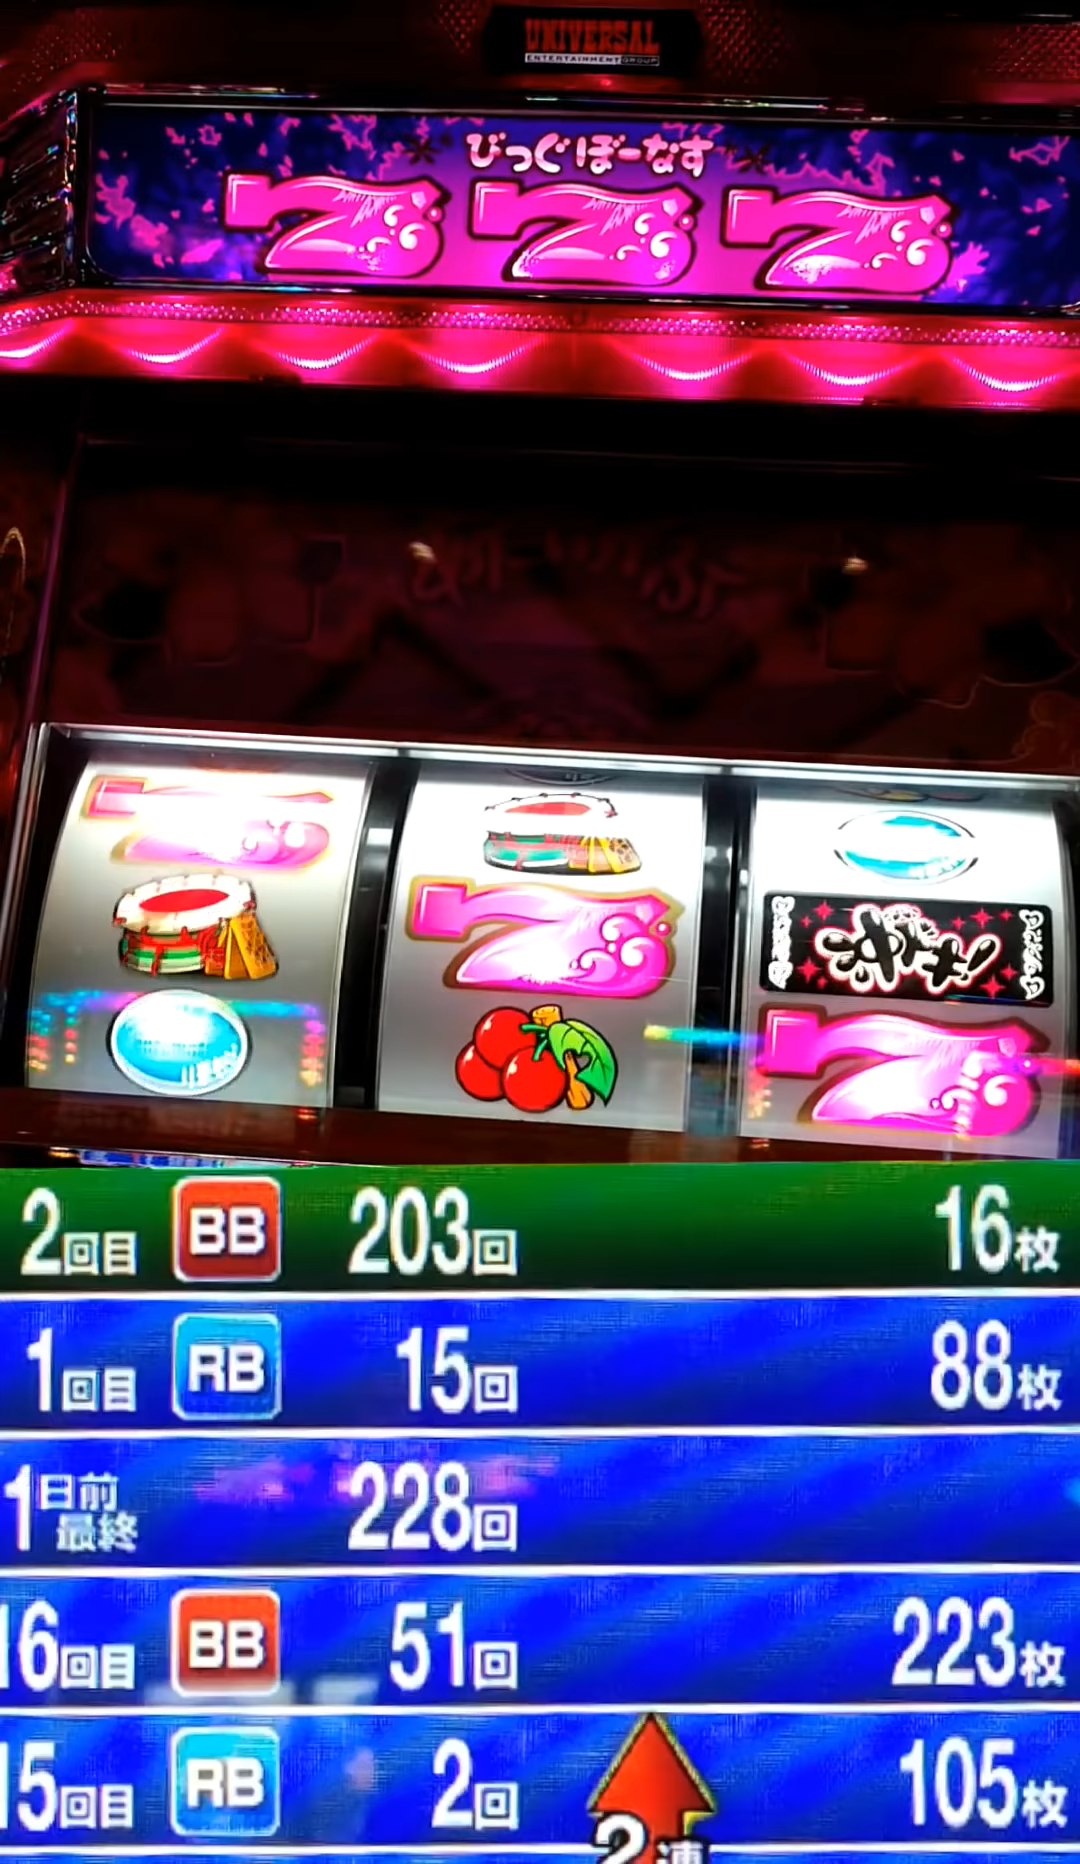 UNIVERSAL
ENTERTAINMENT GROUP
びっぐぼーなす
777
2回目 BB 203回 16枚
1回目 RB 15回 88枚
1日前最終 228回
16回目 BB 51回 223枚
15回目 RB 2回 105枚
2連